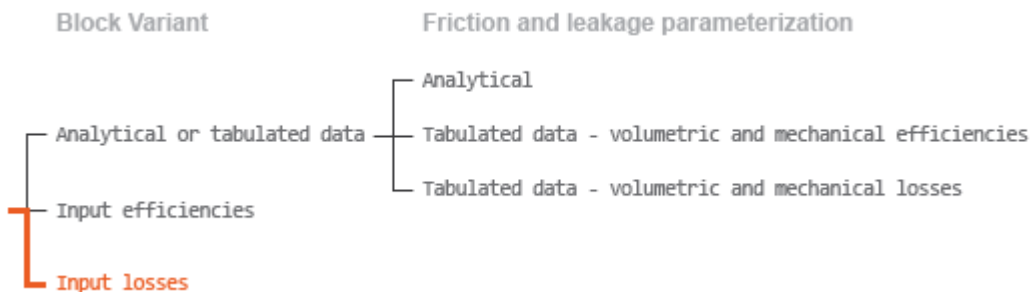 Block Variant
Friction and leakage parameterization
Analytical
Analytical or tabulated data
Tabulated data - volumetric and mechanical efficiencies
Tabulated data - volumetric and mechanical losses
Input efficiencies
Input losses